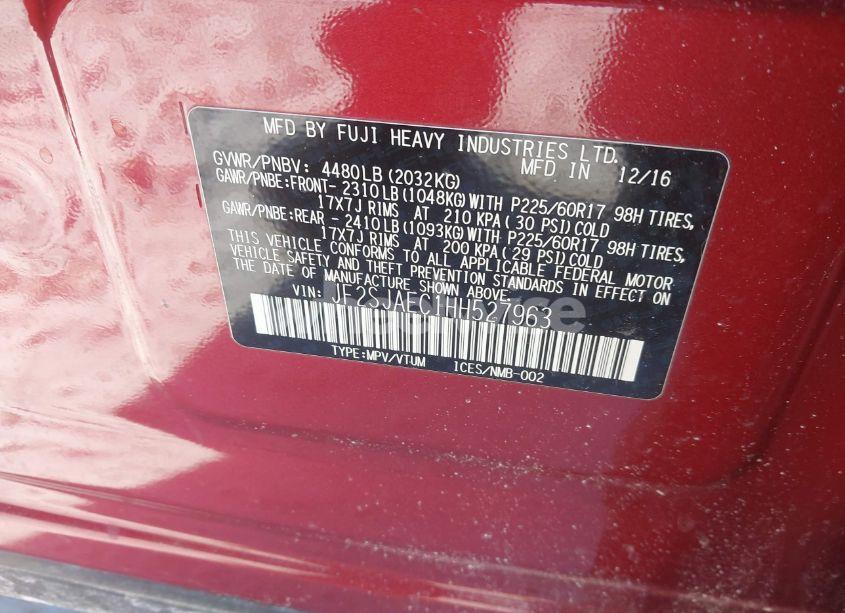 MFD BY FUJI HEAVY INDUSTRIES LTD.
GVWR/PNBV: 4480LB (2032KG) MFD IN 12/16
GAWR/PNBE:FRONT- 2310LB (1048KG) WITH P225/60R17 98H TIRES,
17X7J RIMS AT 210 KPA ( 30 PSI) COLD
GAWR/PNBE:REAR - 2410LB (1093KG) WITH P225/60R17 98H TIRES,
17X7J RIMS AT 200 KPA ( 29 PSI) COLD
THIS VEHICLE CONFORMS TO ALL APPLICABLE FEDERAL MOTOR
VEHICLE SAFETY AND THEFT PREVENTION STANDARDS IN EFFECT ON
THE DATE OF MANUFACTURE SHOWN ABOVE.
VIN: JF2SJAEC1HH527963
TYPE:MPV/VTUM ICES/NMB-002